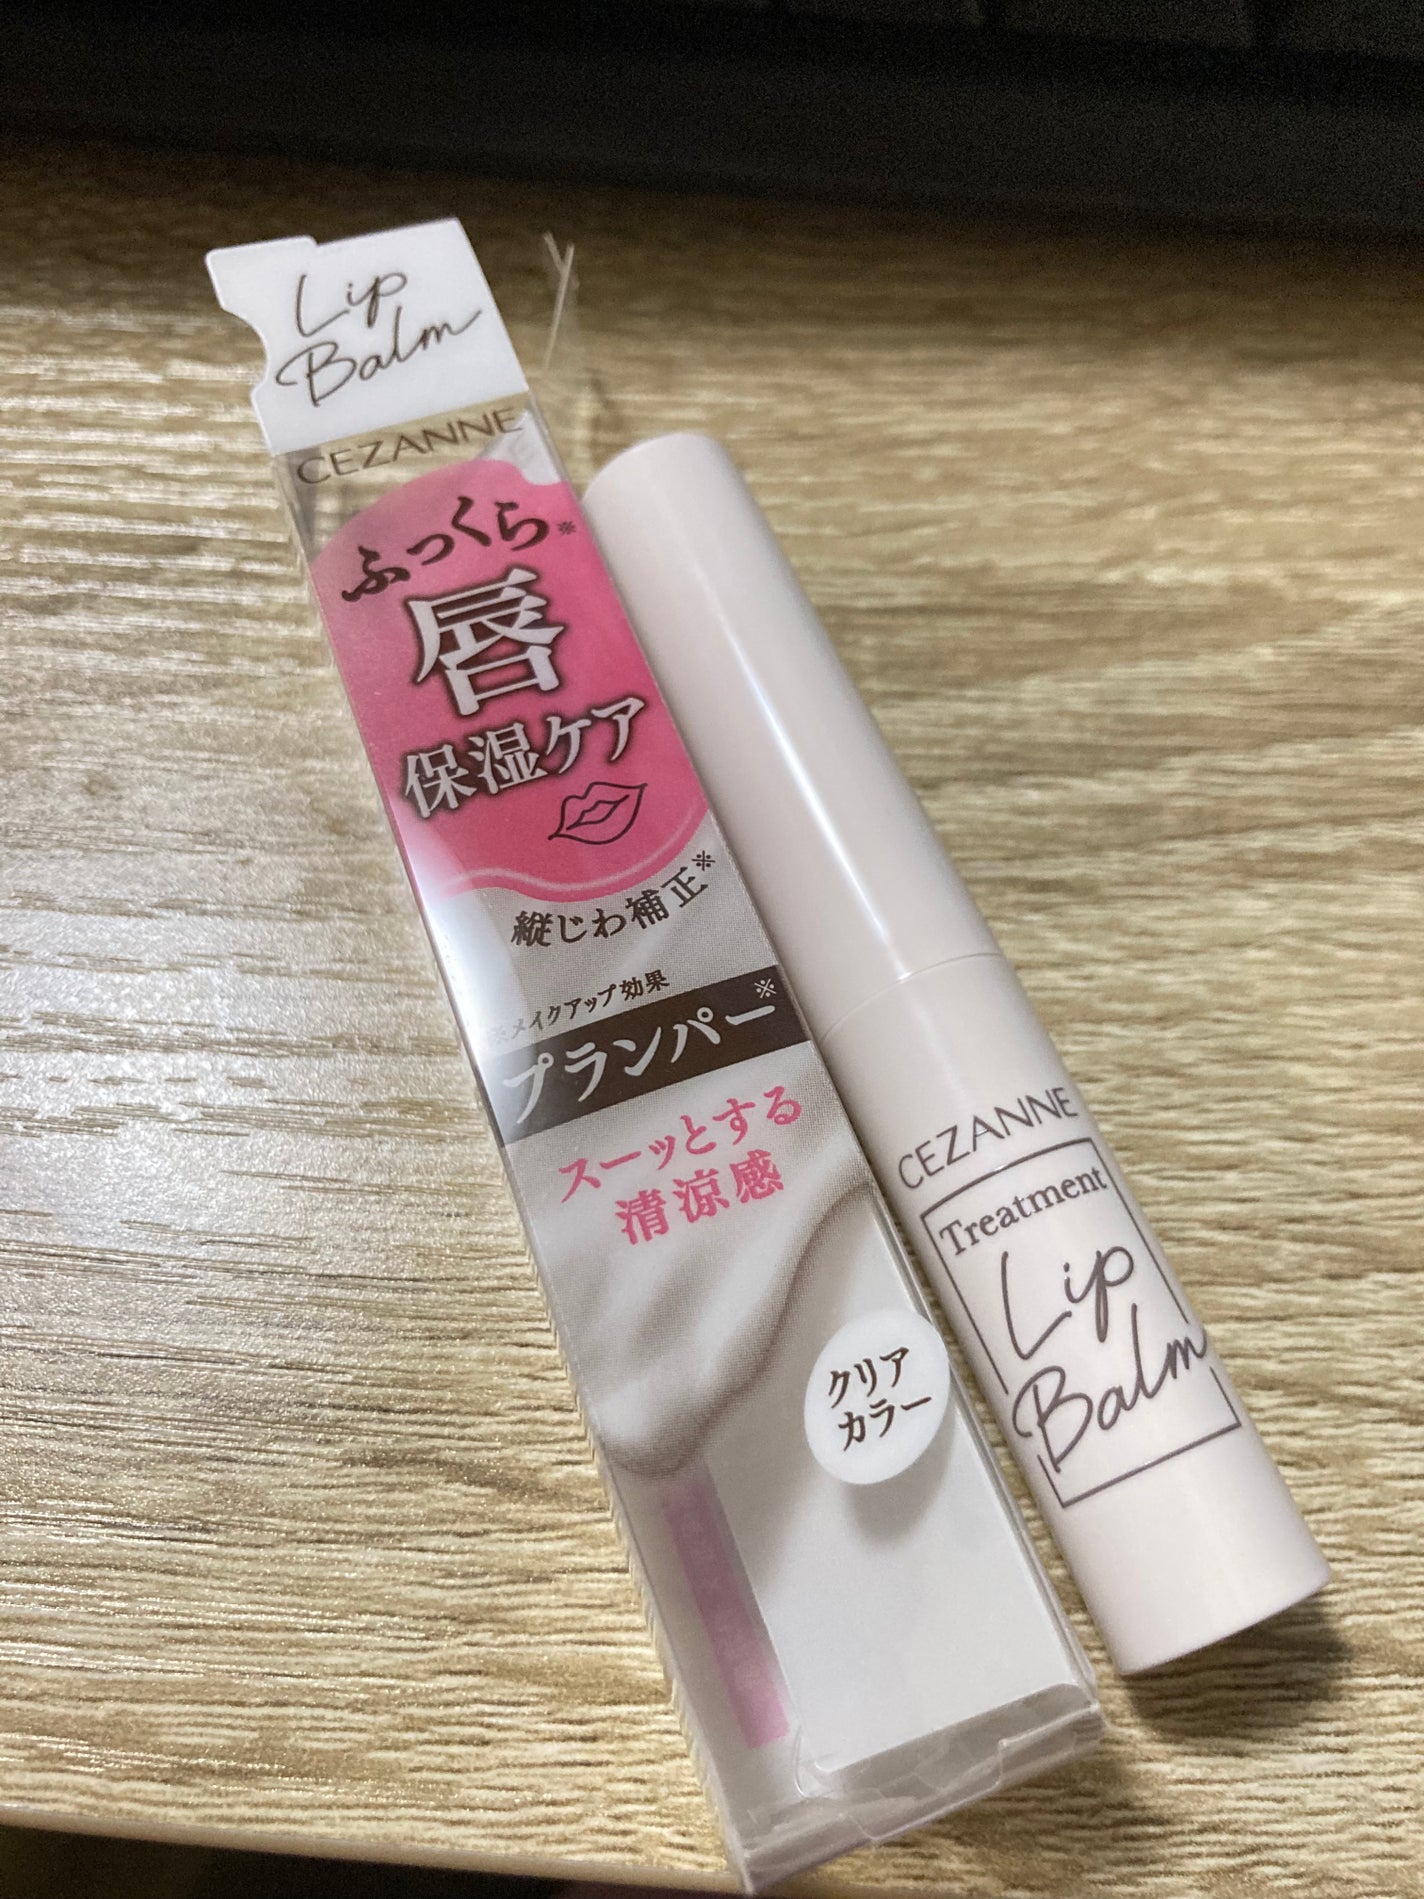 Lip
Balm
CEZANNE
ふっくら※
唇
保湿ケア
縦じわ補正※
※メイクアップ効果
プランパー※
スーッとする
清涼感
クリア
カラー
CEZANNE
Treatment
Lip
Balm